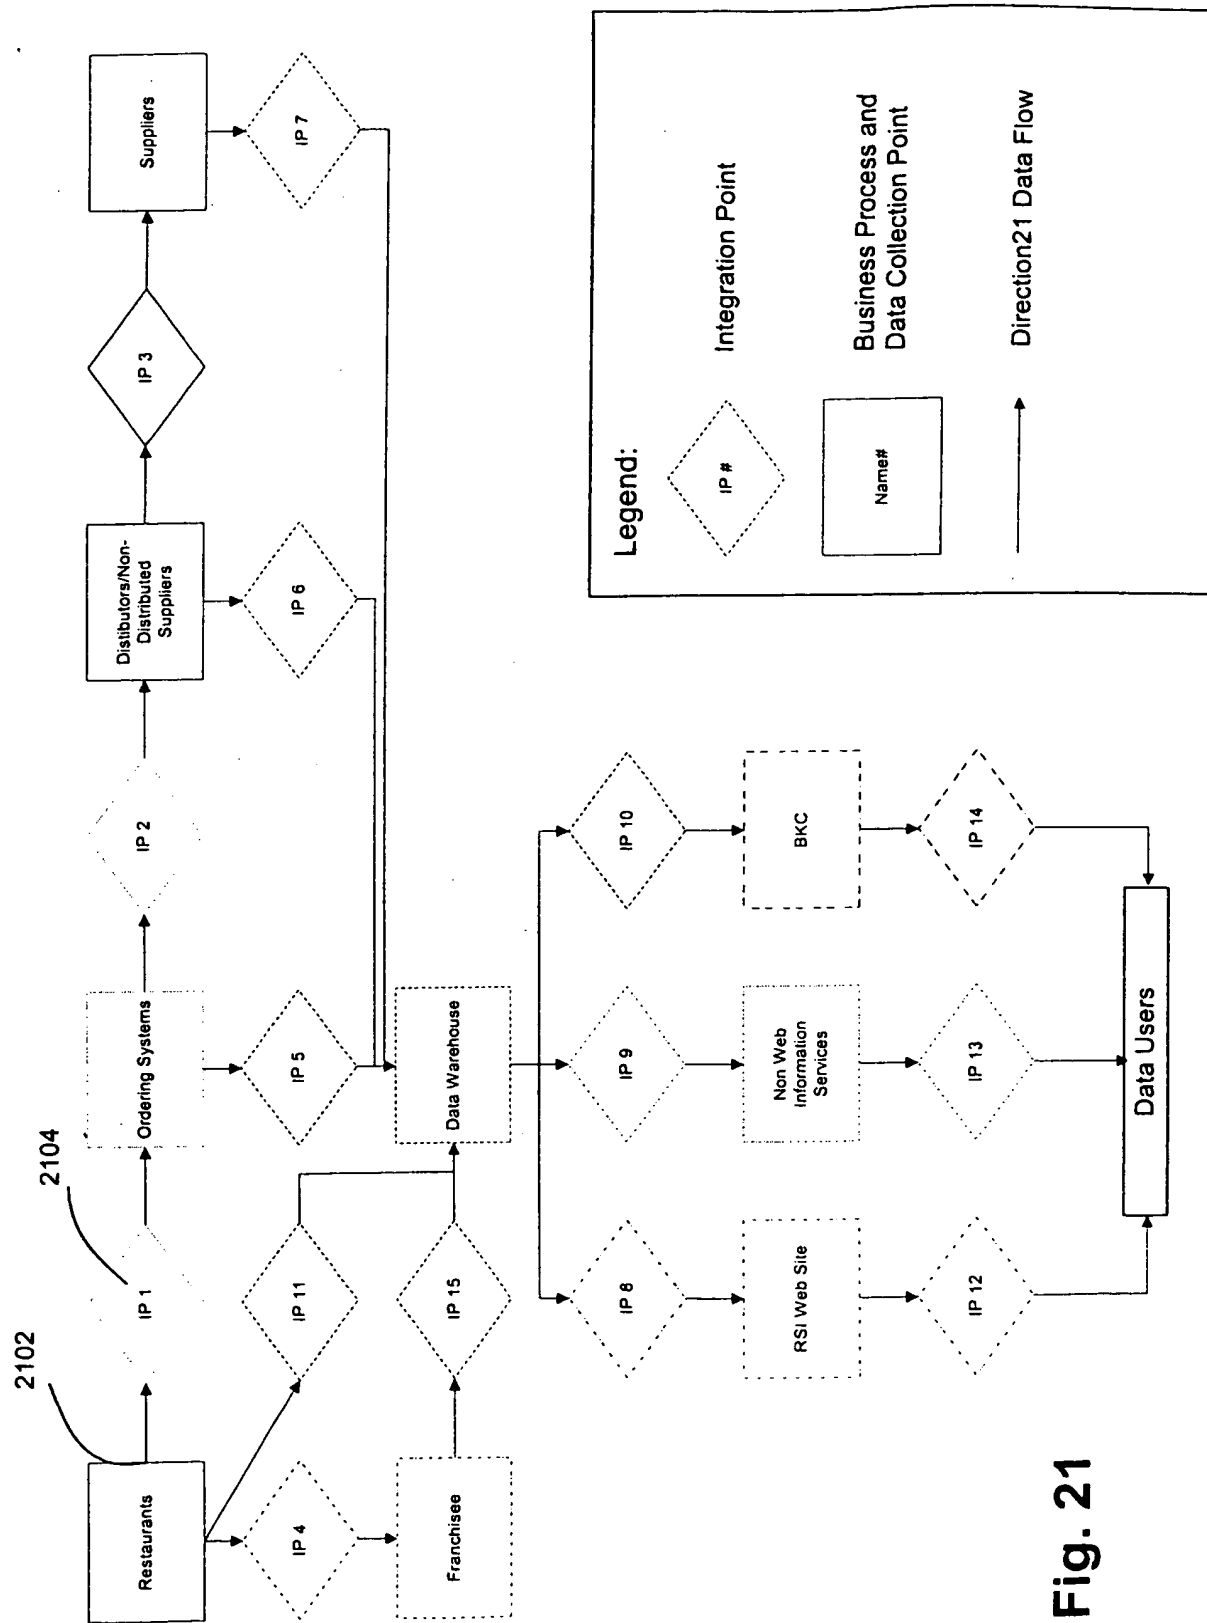 2102
2104
Restaurants
IP 1
Ordering Systems
IP 2
Distibutors/Non-
Distributed
Suppliers
IP 3
Suppliers
IP 4
IP 11
IP 5
IP 6
IP 7
Franchisee
IP 15
Data Warehouse
IP 8
IP 9
IP 10
RSI Web Site
Non Web
Information
Services
BKC
IP 12
IP 13
IP 14
Data Users
Legend:
IP #
Integration Point
Name#
Business Process and
Data Collection Point
Direction21 Data Flow
Fig. 21